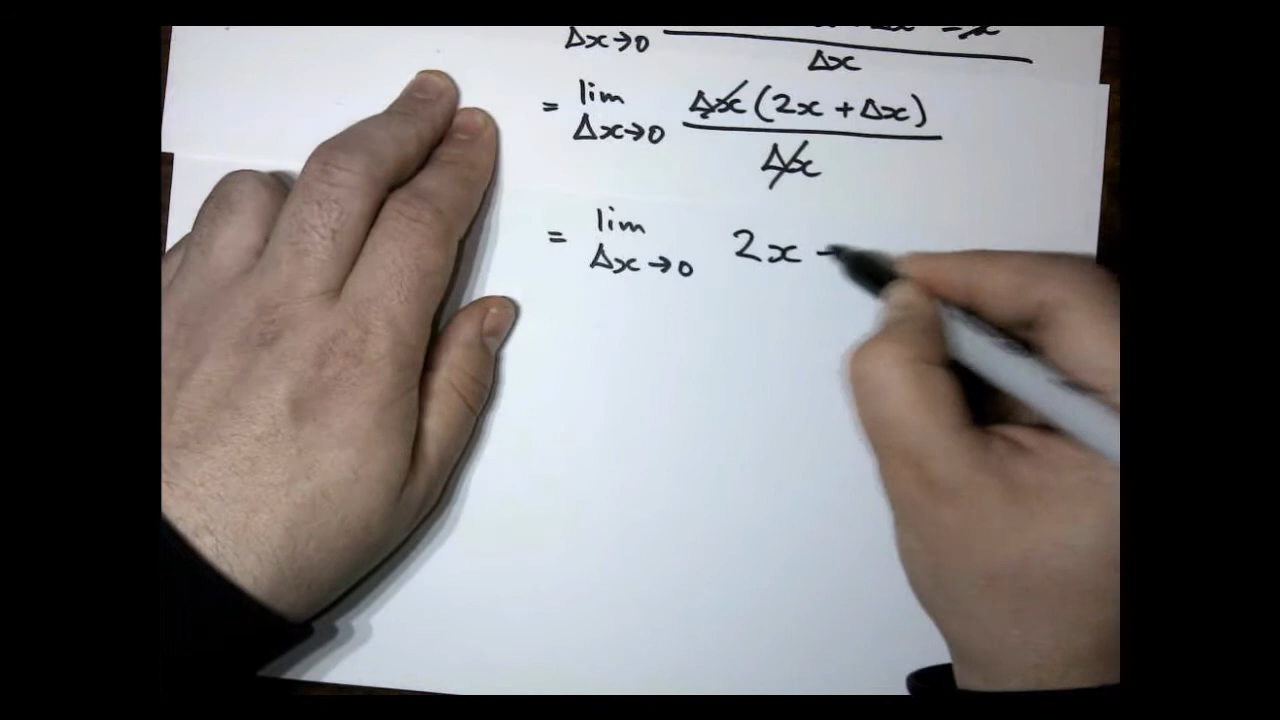 Δx→0 Δx
= lim Δx→0 Δx(2x + Δx) / Δx
= lim Δx→0 2x